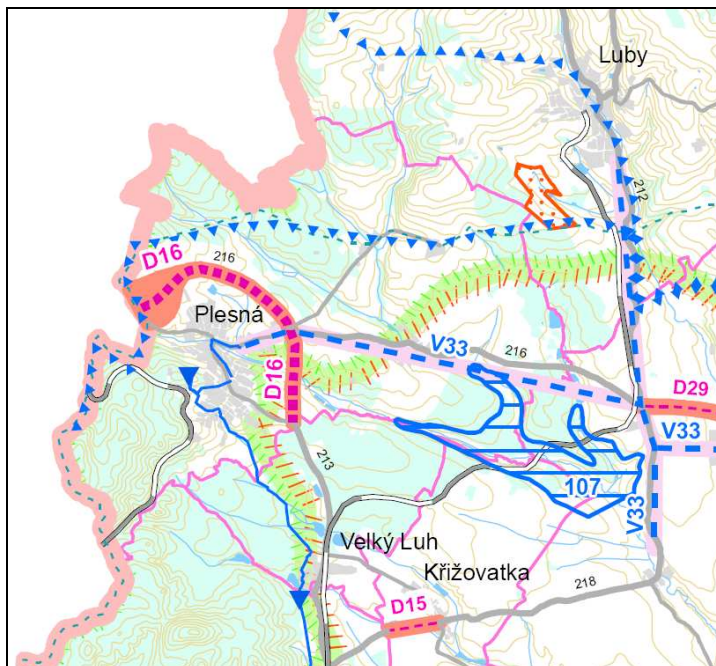 Luby
212
D16
216
Plesná
D16
V33
216
D29
V33
213
107
V33
Velký Luh
Křižovatka
218
D15